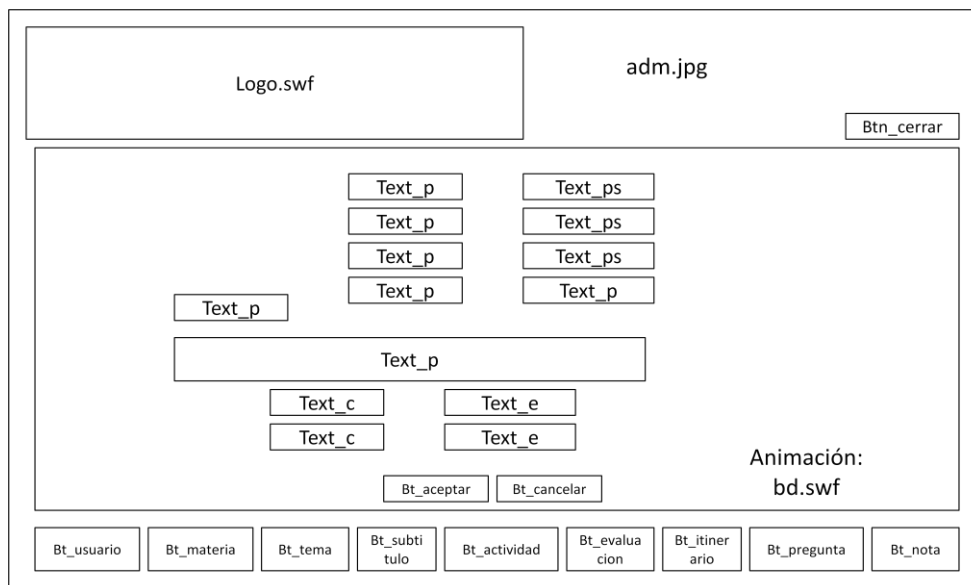 Logo.swf
adm.jpg
Btn_cerrar
Text_p
Text_ps
Text_p
Text_ps
Text_p
Text_ps
Text_p
Text_p
Text_p
Text_p
Text_c
Text_e
Text_c
Text_e
Animación:
bd.swf
Bt_aceptar
Bt_cancelar
Bt_usuario
Bt_materia
Bt_tema
Bt_subti
tulo
Bt_actividad
Bt_evalua
cion
Bt_itiner
ario
Bt_pregunta
Bt_nota